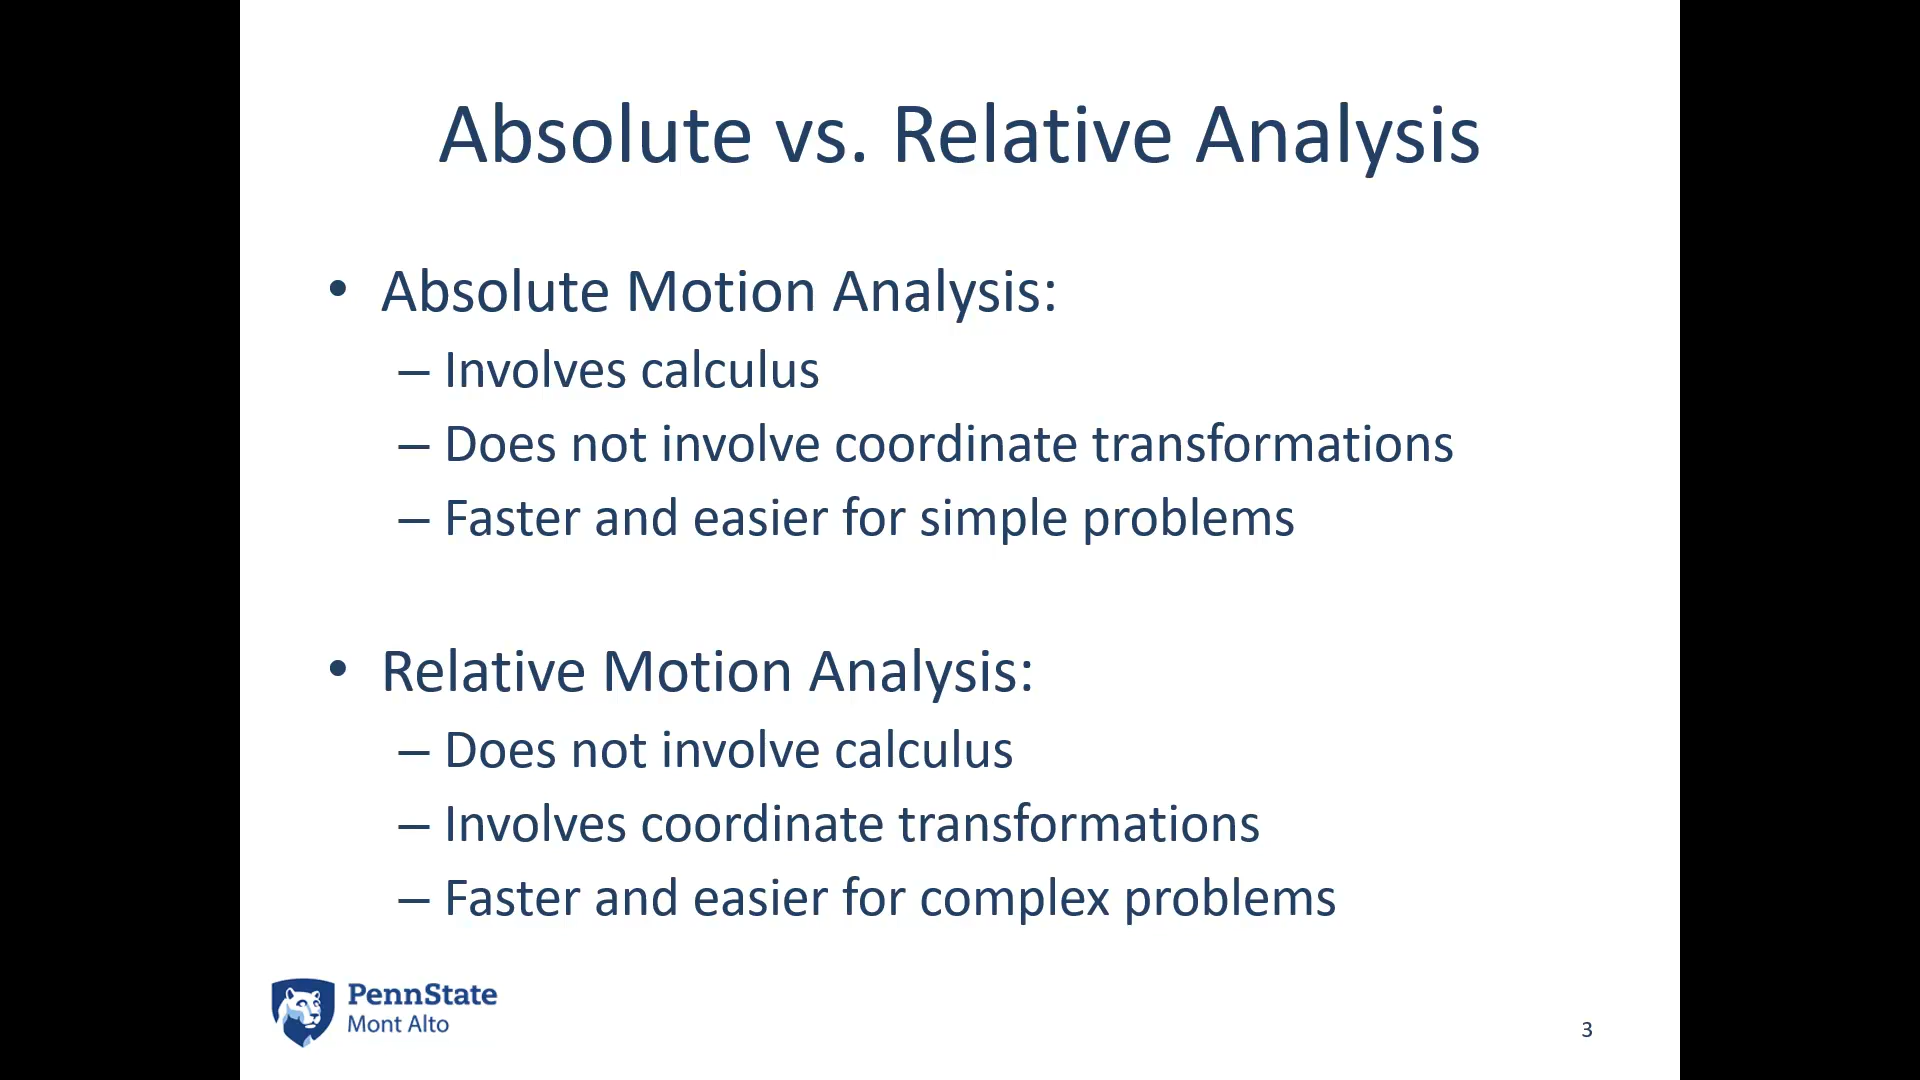 Absolute vs. Relative Analysis
• Absolute Motion Analysis:
– Involves calculus
– Does not involve coordinate transformations
– Faster and easier for simple problems
• Relative Motion Analysis:
– Does not involve calculus
– Involves coordinate transformations
– Faster and easier for complex problems
PennState
Mont Alto
3